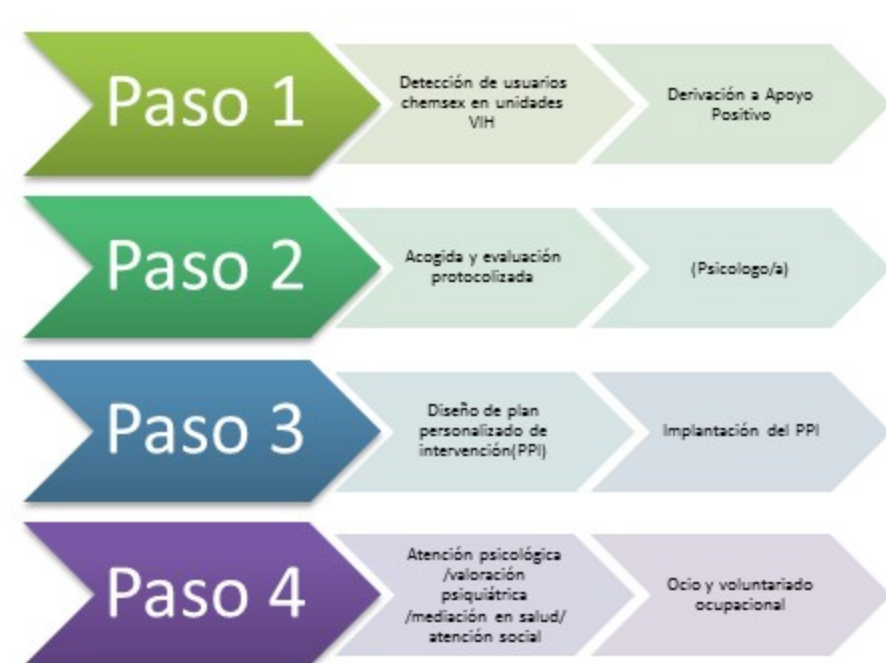 Paso 1
Detección de usuarios
chemsex en unidades
VIH
Derivación a Apoyo
Positivo
Paso 2
Acogida y evaluación
protocolizada
(Psicologo/a)
Paso 3
Diseño de plan
personalizado de
intervención(PPI)
Implantación del PPI
Paso 4
Atención psicológica
/valoración
psiquiátrica
/mediación en salud/
atención social
Ocio y voluntariado
ocupacional